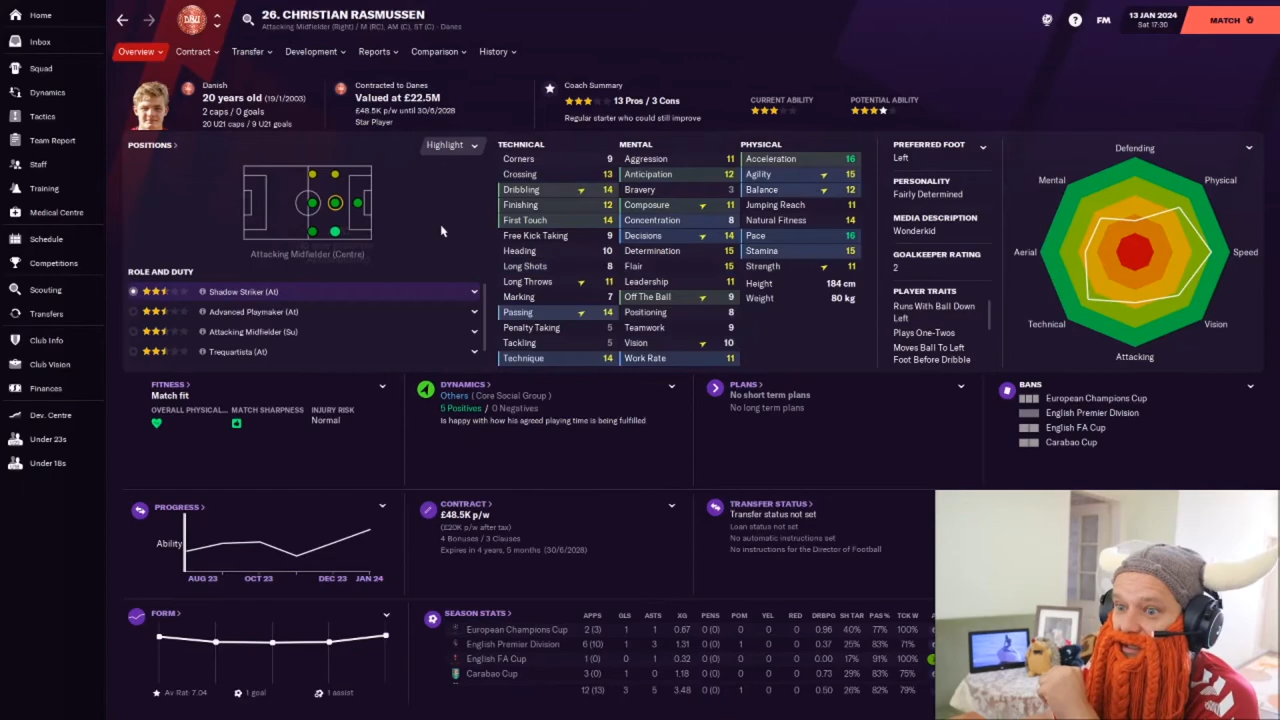 Home
Inbox
Squad
Dynamics
Tactics
Team Report
Staff
Training
Medical Centre
Schedule
Competitions
Scouting
Transfers
Club Info
Club Vision
Finances
Dev. Centre
Under 23s
Under 18s
DBU
26. CHRISTIAN RASMUSSEN
Attacking Midfielder (Right) / M (RC), AM (C), ST (C) - Danes
FM
13 JAN 2024
Sat 17:30
MATCH
Overview
Contract
Transfer
Development
Reports
Comparison
History
Danish
20 years old (19/1/2003)
2 caps / 0 goals
20 U21 caps / 9 U21 goals
Contracted to Danes
Valued at £22.5M
£48.5K p/w until 30/6/2028
Star Player
Coach Summary
13 Pros / 3 Cons
Regular starter who could still improve
CURRENT ABILITY
POTENTIAL ABILITY
POSITIONS
Highlight
Attacking Midfielder (Centre)
ROLE AND DUTY
Shadow Striker (At)
Advanced Playmaker (At)
Attacking Midfielder (Su)
Trequartista (At)
TECHNICAL
Corners 9
Crossing 13
Dribbling 14
Finishing 12
First Touch 14
Free Kick Taking 9
Heading 10
Long Shots 8
Long Throws 11
Marking 7
Passing 14
Penalty Taking 5
Tackling 5
Technique 14
MENTAL
Aggression 11
Anticipation 12
Bravery 3
Composure 11
Concentration 8
Decisions 14
Determination 15
Flair 15
Leadership 11
Off The Ball 9
Positioning 8
Teamwork 9
Vision 10
Work Rate 11
PHYSICAL
Acceleration 16
Agility 15
Balance 12
Jumping Reach 11
Natural Fitness 14
Pace 16
Stamina 15
Strength 11
Height 184 cm
Weight 80 kg
PREFERRED FOOT
Left
PERSONALITY
Fairly Determined
MEDIA DESCRIPTION
Wonderkid
GOALKEEPER RATING
2
PLAYER TRAITS
Runs With Ball Down
Left
Plays One-Twos
Moves Ball To Left
Foot Before Dribble
Defending
Mental
Physical
Aerial
Speed
Technical
Vision
Attacking
FITNESS
Match fit
OVERALL PHYSICAL... MATCH SHARPNESS INJURY RISK
Normal
DYNAMICS
Others ( Core Social Group )
5 Positives / 0 Negatives
Is happy with how his agreed playing time is being fulfilled
PLANS
No short term plans
No long term plans
BANS
European Champions Cup
English Premier Division
English FA Cup
Carabao Cup
PROGRESS
Ability
AUG 23 OCT 23 DEC 23 JAN 24
CONTRACT
£48.5K p/w
(£20K p/w after tax)
4 Bonuses / 3 Clauses
Expires in 4 years, 5 months (30/6/2028)
TRANSFER STATUS
Transfer status not set
Loan status not set
No automatic instructions set
No instructions for the Director of Football
FORM
Av Rat: 7.04 1 goal 1 assist
SEASON STATS APPS GLS ASTS XG PENS POM YEL RED DRBPG SH TAR PAS % TCK W
European Champions Cup 2 (3) 1 1 0.67 0 (0) 0 0 0 0.96 40% 77% 100%
English Premier Division 6 (10) 1 3 1.31 0 (0) 1 0 0 0.37 25% 83% 71%
English FA Cup 1 (0) 0 1 0.32 0 (0) 0 0 0 0.00 17% 91% 100%
Carabao Cup 3 (0) 1 0 1.18 0 (0) 0 0 0 0.73 29% 83% 75%
12 (13) 3 5 3.48 0 (0) 1 0 0 0.50 26% 82% 79%